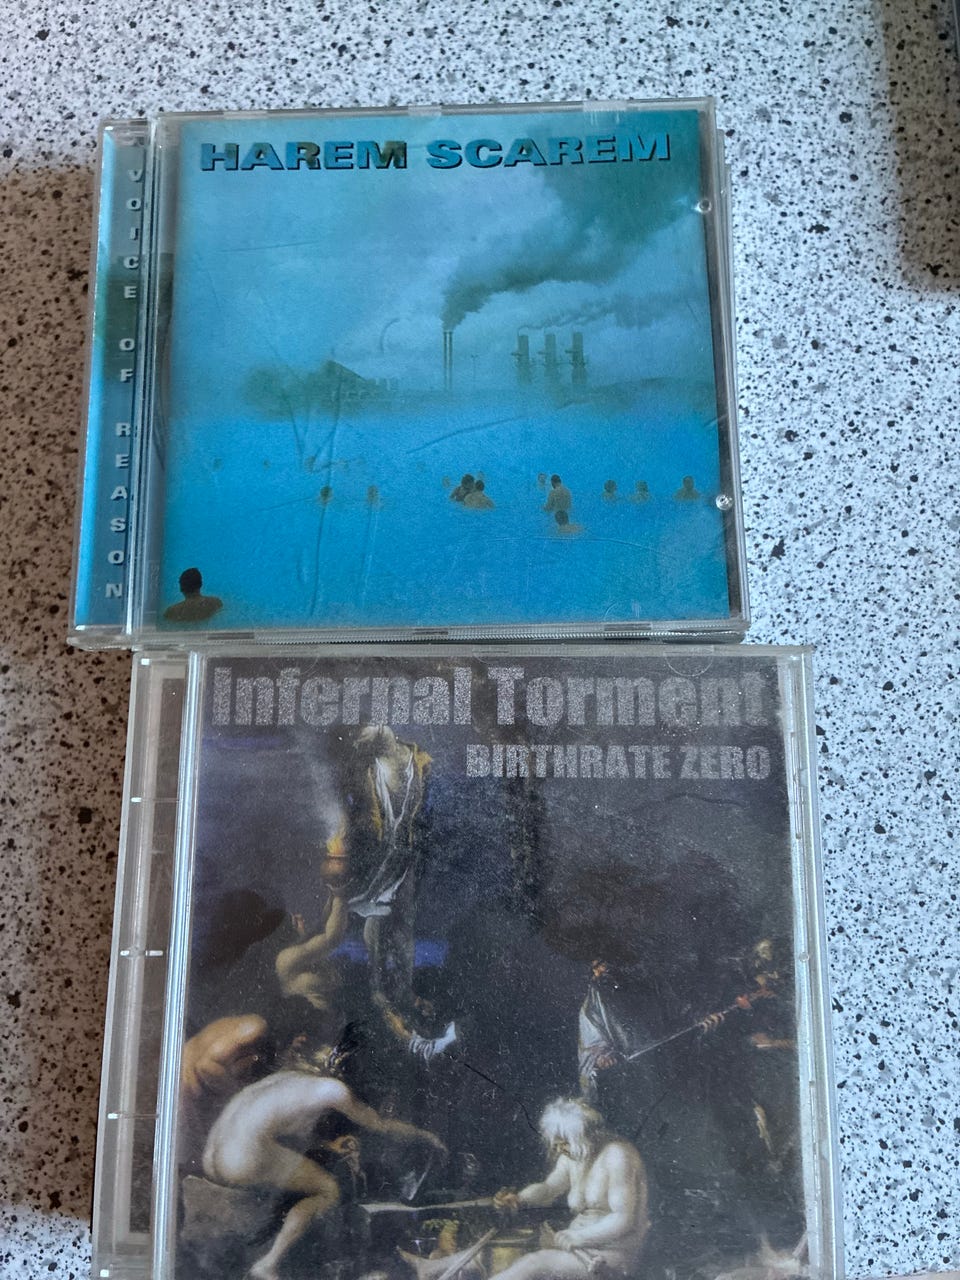 HAREM SCAREM
VOICE OF REASON
Infernal Torment
BIRTHRATE ZERO